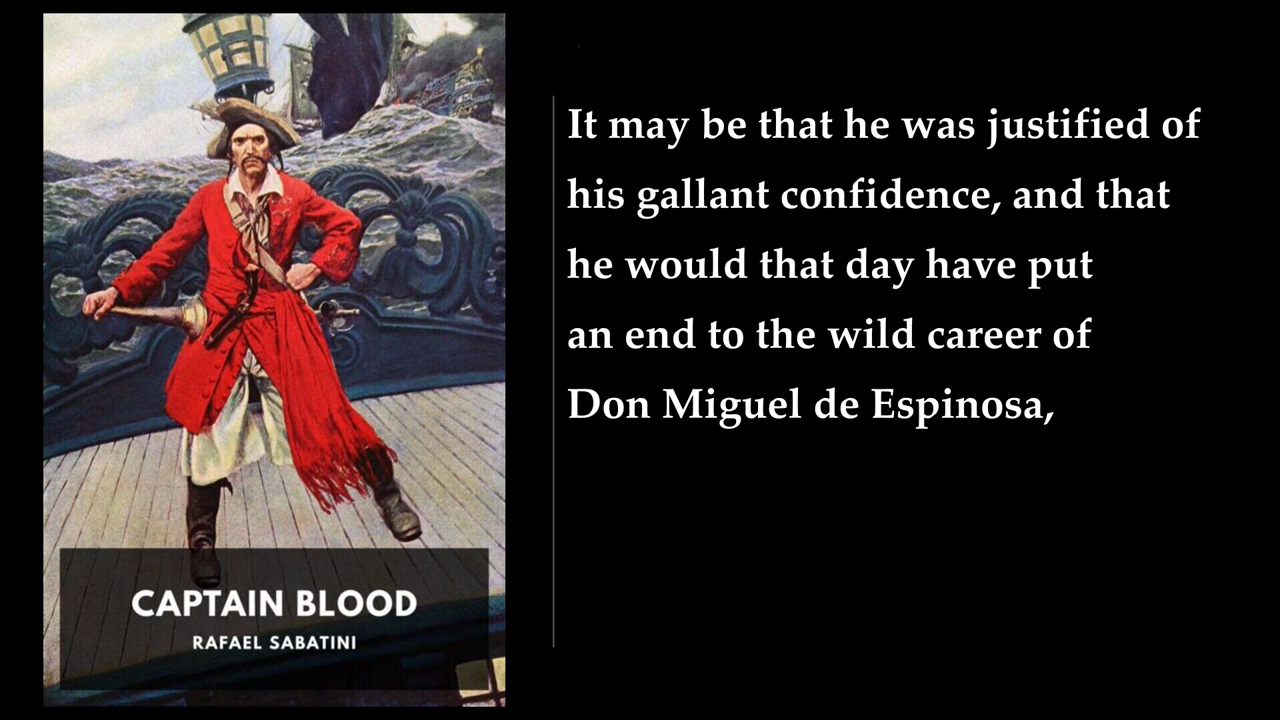 CAPTAIN BLOOD
RAFAEL SABATINI
It may be that he was justified of
his gallant confidence, and that
he would that day have put
an end to the wild career of
Don Miguel de Espinosa,